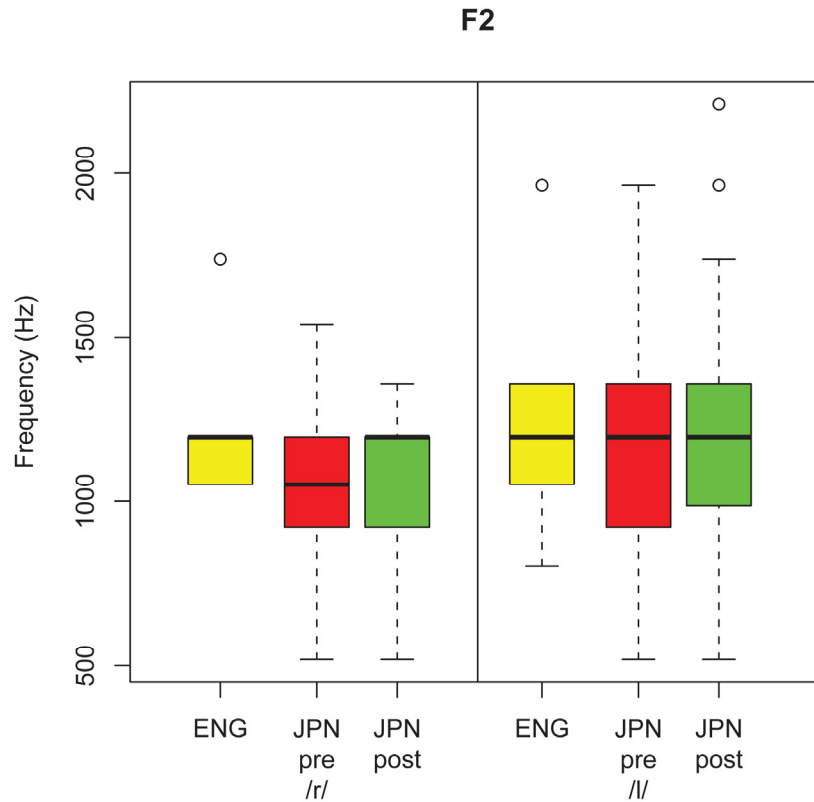 F2
Frequency (Hz)
2000
1500
1000
500
ENG JPN JPN ENG JPN JPN
pre post pre post
/r/ /l/